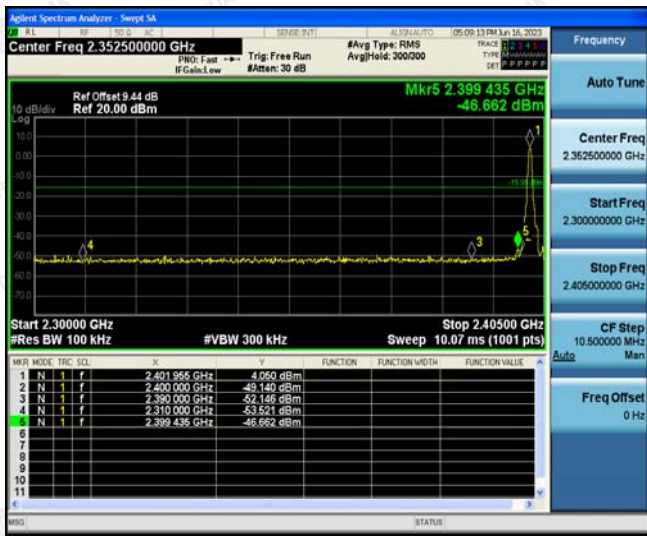 Agilent Spectrum Analyzer - Swept SA
RL RF 50 Ω AC SENSE:INT ALIGN AUTO 05:09:13 PM Jun 16, 2023
Center Freq 2.352500000 GHz
PNO: Fast
IFGain:Low
Trig: Free Run
#Atten: 30 dB
#Avg Type: RMS
Avg|Hold: 300/300
TRACE 1 2 3 4 5 6
TYPE
DET P P P P P P
Mkr5 2.399 435 GHz
-46.662 dBm
Ref Offset 9.44 dB
10 dB/div Ref 20.00 dBm
Log
10.0
0.00
-10.0
-20.0
-30.0
-40.0
-50.0
-60.0
-70.0
1
3
4
5
Start 2.30000 GHz Stop 2.40500 GHz
#Res BW 100 kHz #VBW 300 kHz Sweep 10.07 ms (1001 pts)
MKR MODE TRC SCL X Y FUNCTION FUNCTION WIDTH FUNCTION VALUE
1 N 1 f 2.401 955 GHz 4.050 dBm
2 N 1 f 2.400 000 GHz -49.140 dBm
3 N 1 f 2.390 000 GHz -52.146 dBm
4 N 1 f 2.310 000 GHz -53.521 dBm
5 N 1 f 2.399 435 GHz -46.662 dBm
6
7
8
9
10
11
MSG STATUS
Frequency
Auto Tune
Center Freq
2.352500000 GHz
Start Freq
2.300000000 GHz
Stop Freq
2.405000000 GHz
CF Step
10.500000 MHz
Auto Man
Freq Offset
0 Hz